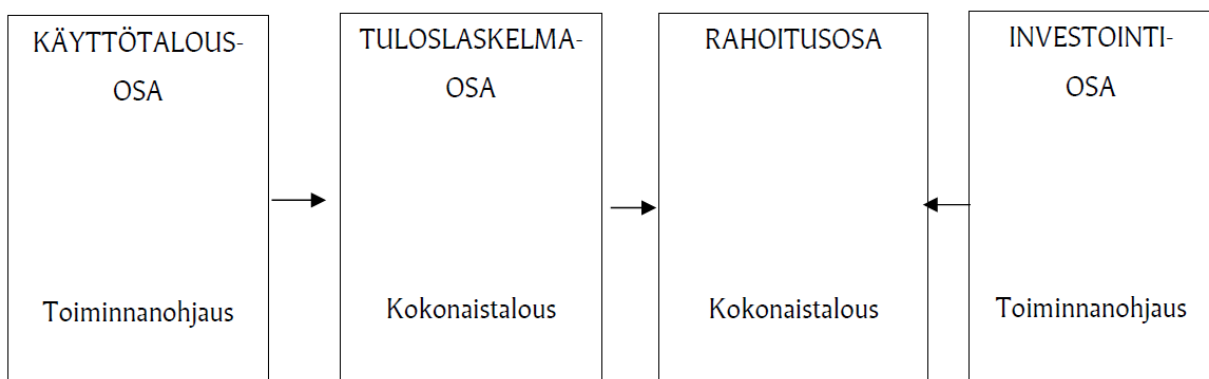 KÄYTTÖTALOUS-
OSA
Toiminnanohjaus
TULOSLASKELMA-
OSA
Kokonaistalous
RAHOITUSOSA
Kokonaistalous
INVESTOINTI-
OSA
Toiminnanohjaus